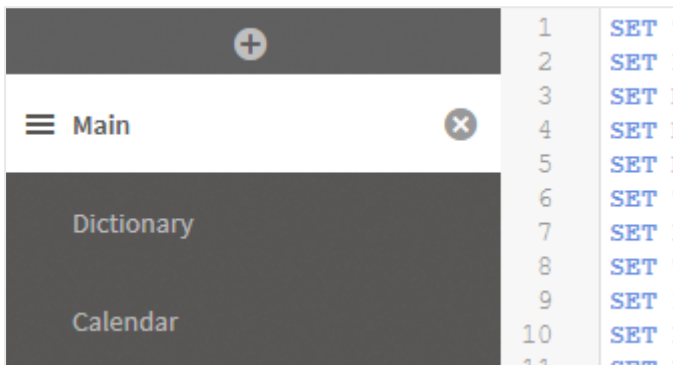 Main
Dictionary
Calendar
1 SET
2 SET
3 SET
4 SET
5 SET
6 SET
7 SET
8 SET
9 SET
10 SET